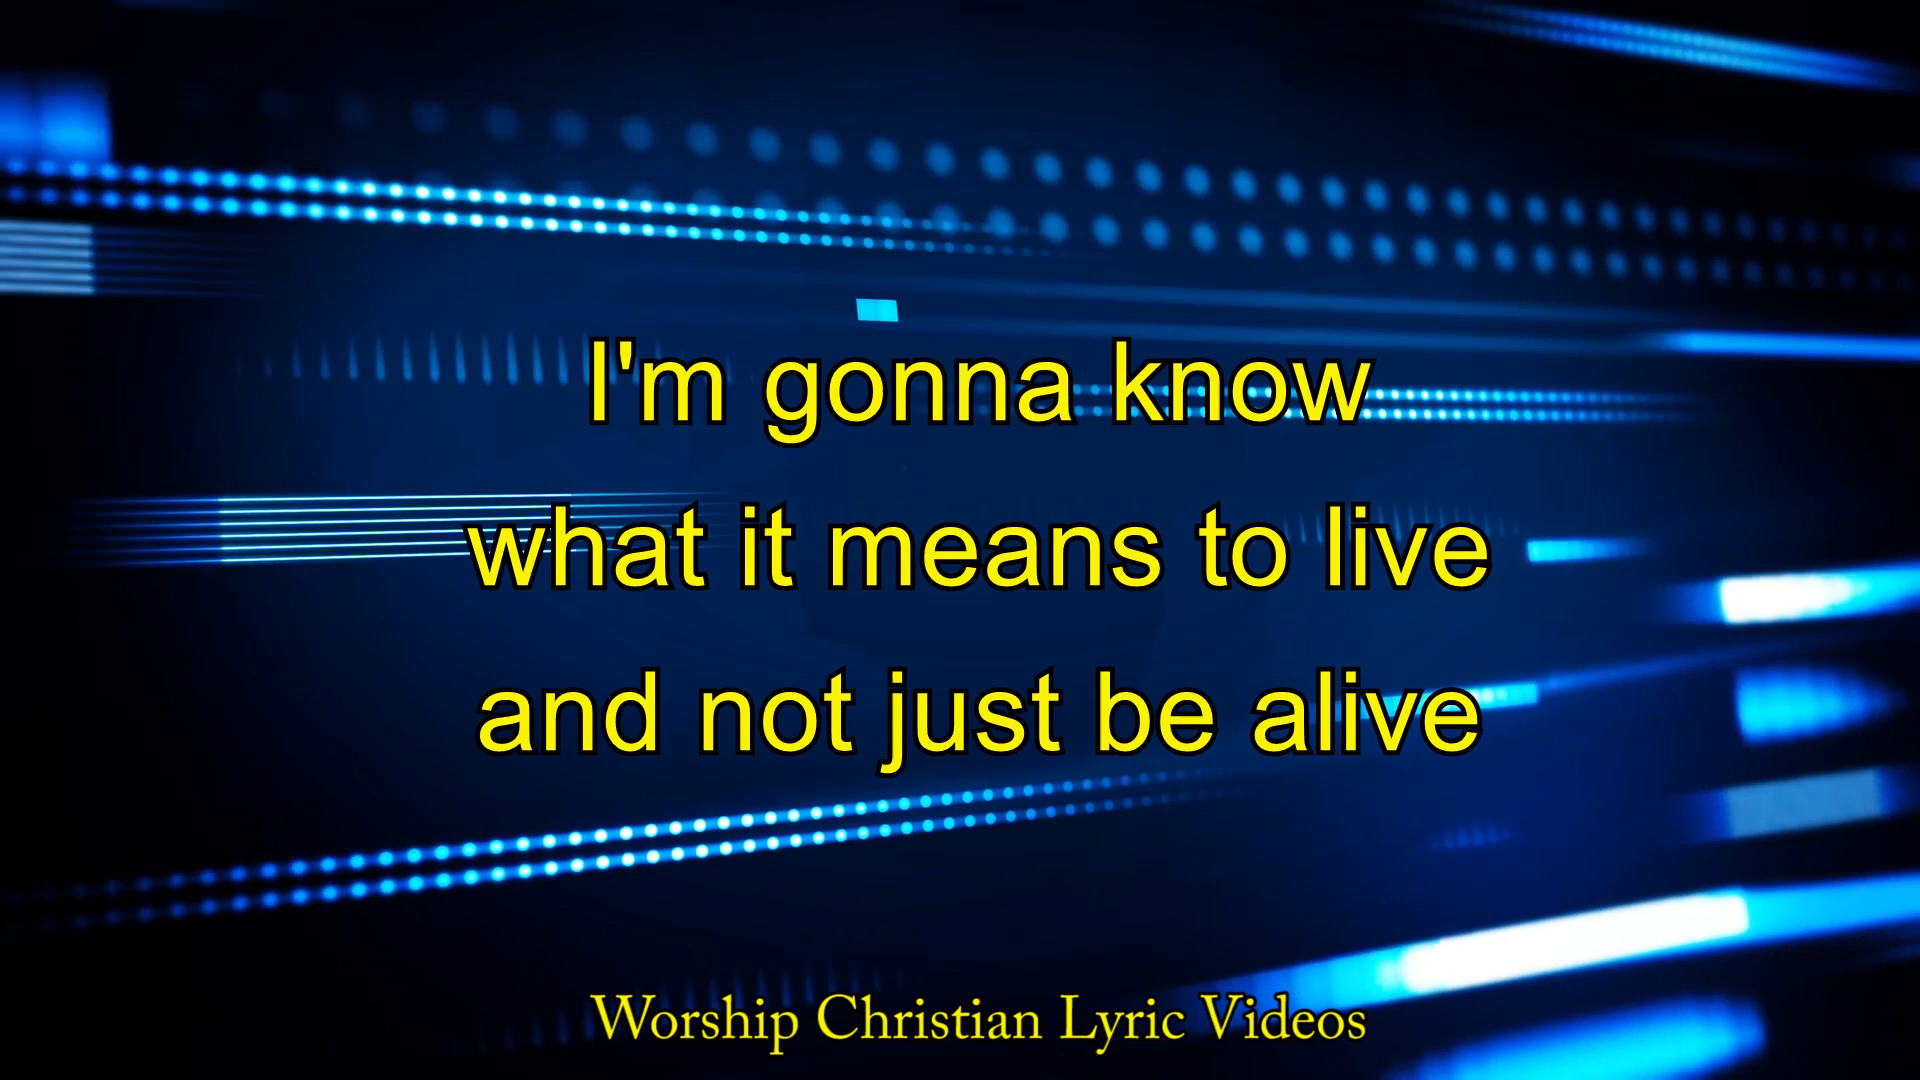 I'm gonna know
what it means to live
and not just be alive
Worship Christian Lyric Videos